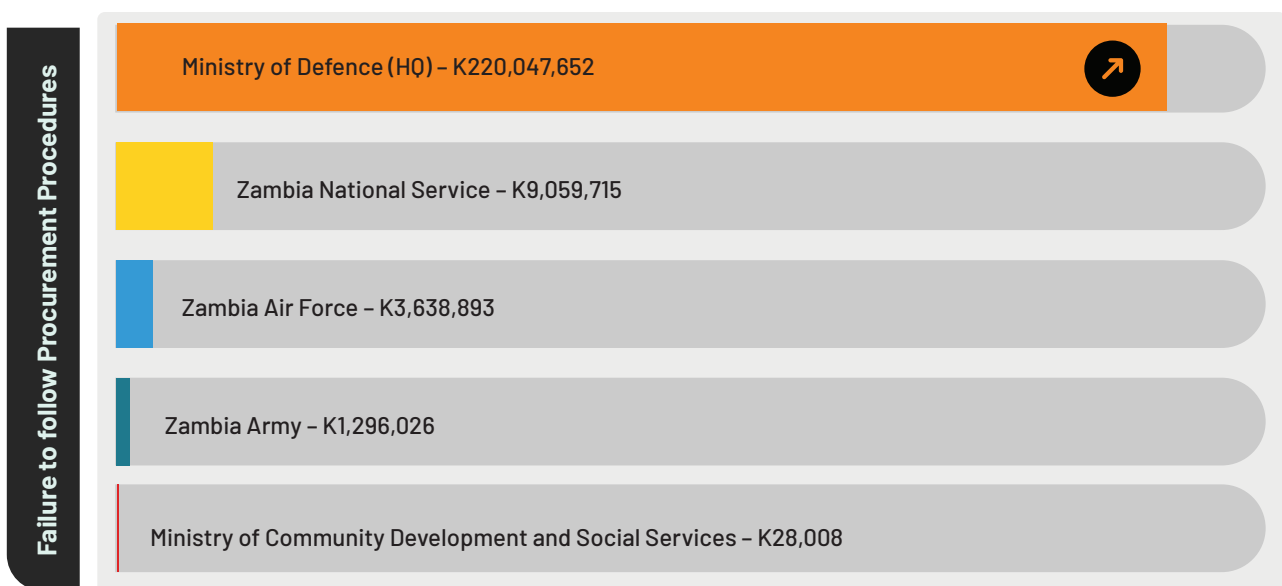 Failure to follow Procurement Procedures
Ministry of Defence (HQ) – K220,047,652
Zambia National Service – K9,059,715
Zambia Air Force – K3,638,893
Zambia Army – K1,296,026
Ministry of Community Development and Social Services – K28,008